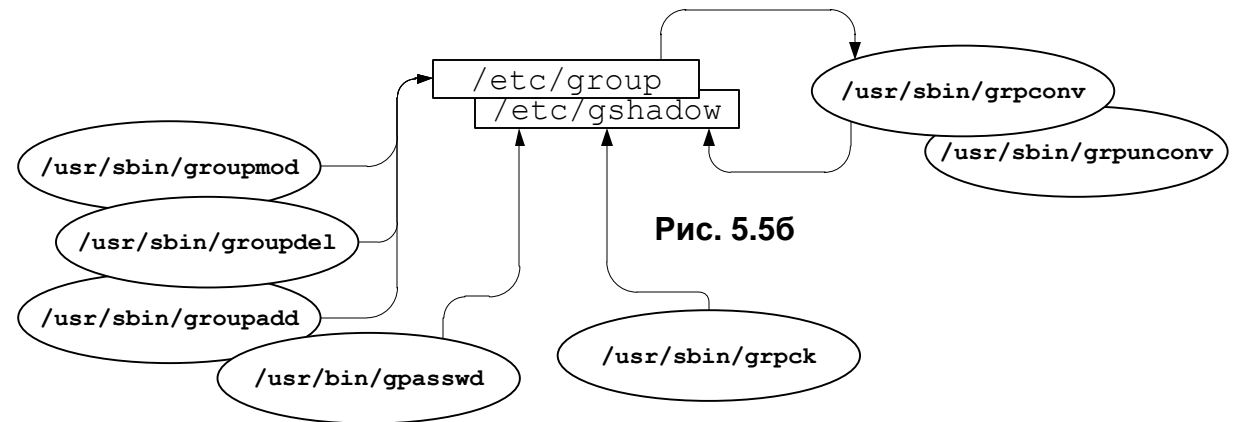 /etc/group
/etc/gshadow
/usr/sbin/grpconv
/usr/sbin/grpunconv
/usr/sbin/groupmod
/usr/sbin/groupdel
/usr/sbin/groupadd
/usr/bin/gpasswd
/usr/sbin/grpck
Рис. 5.5б